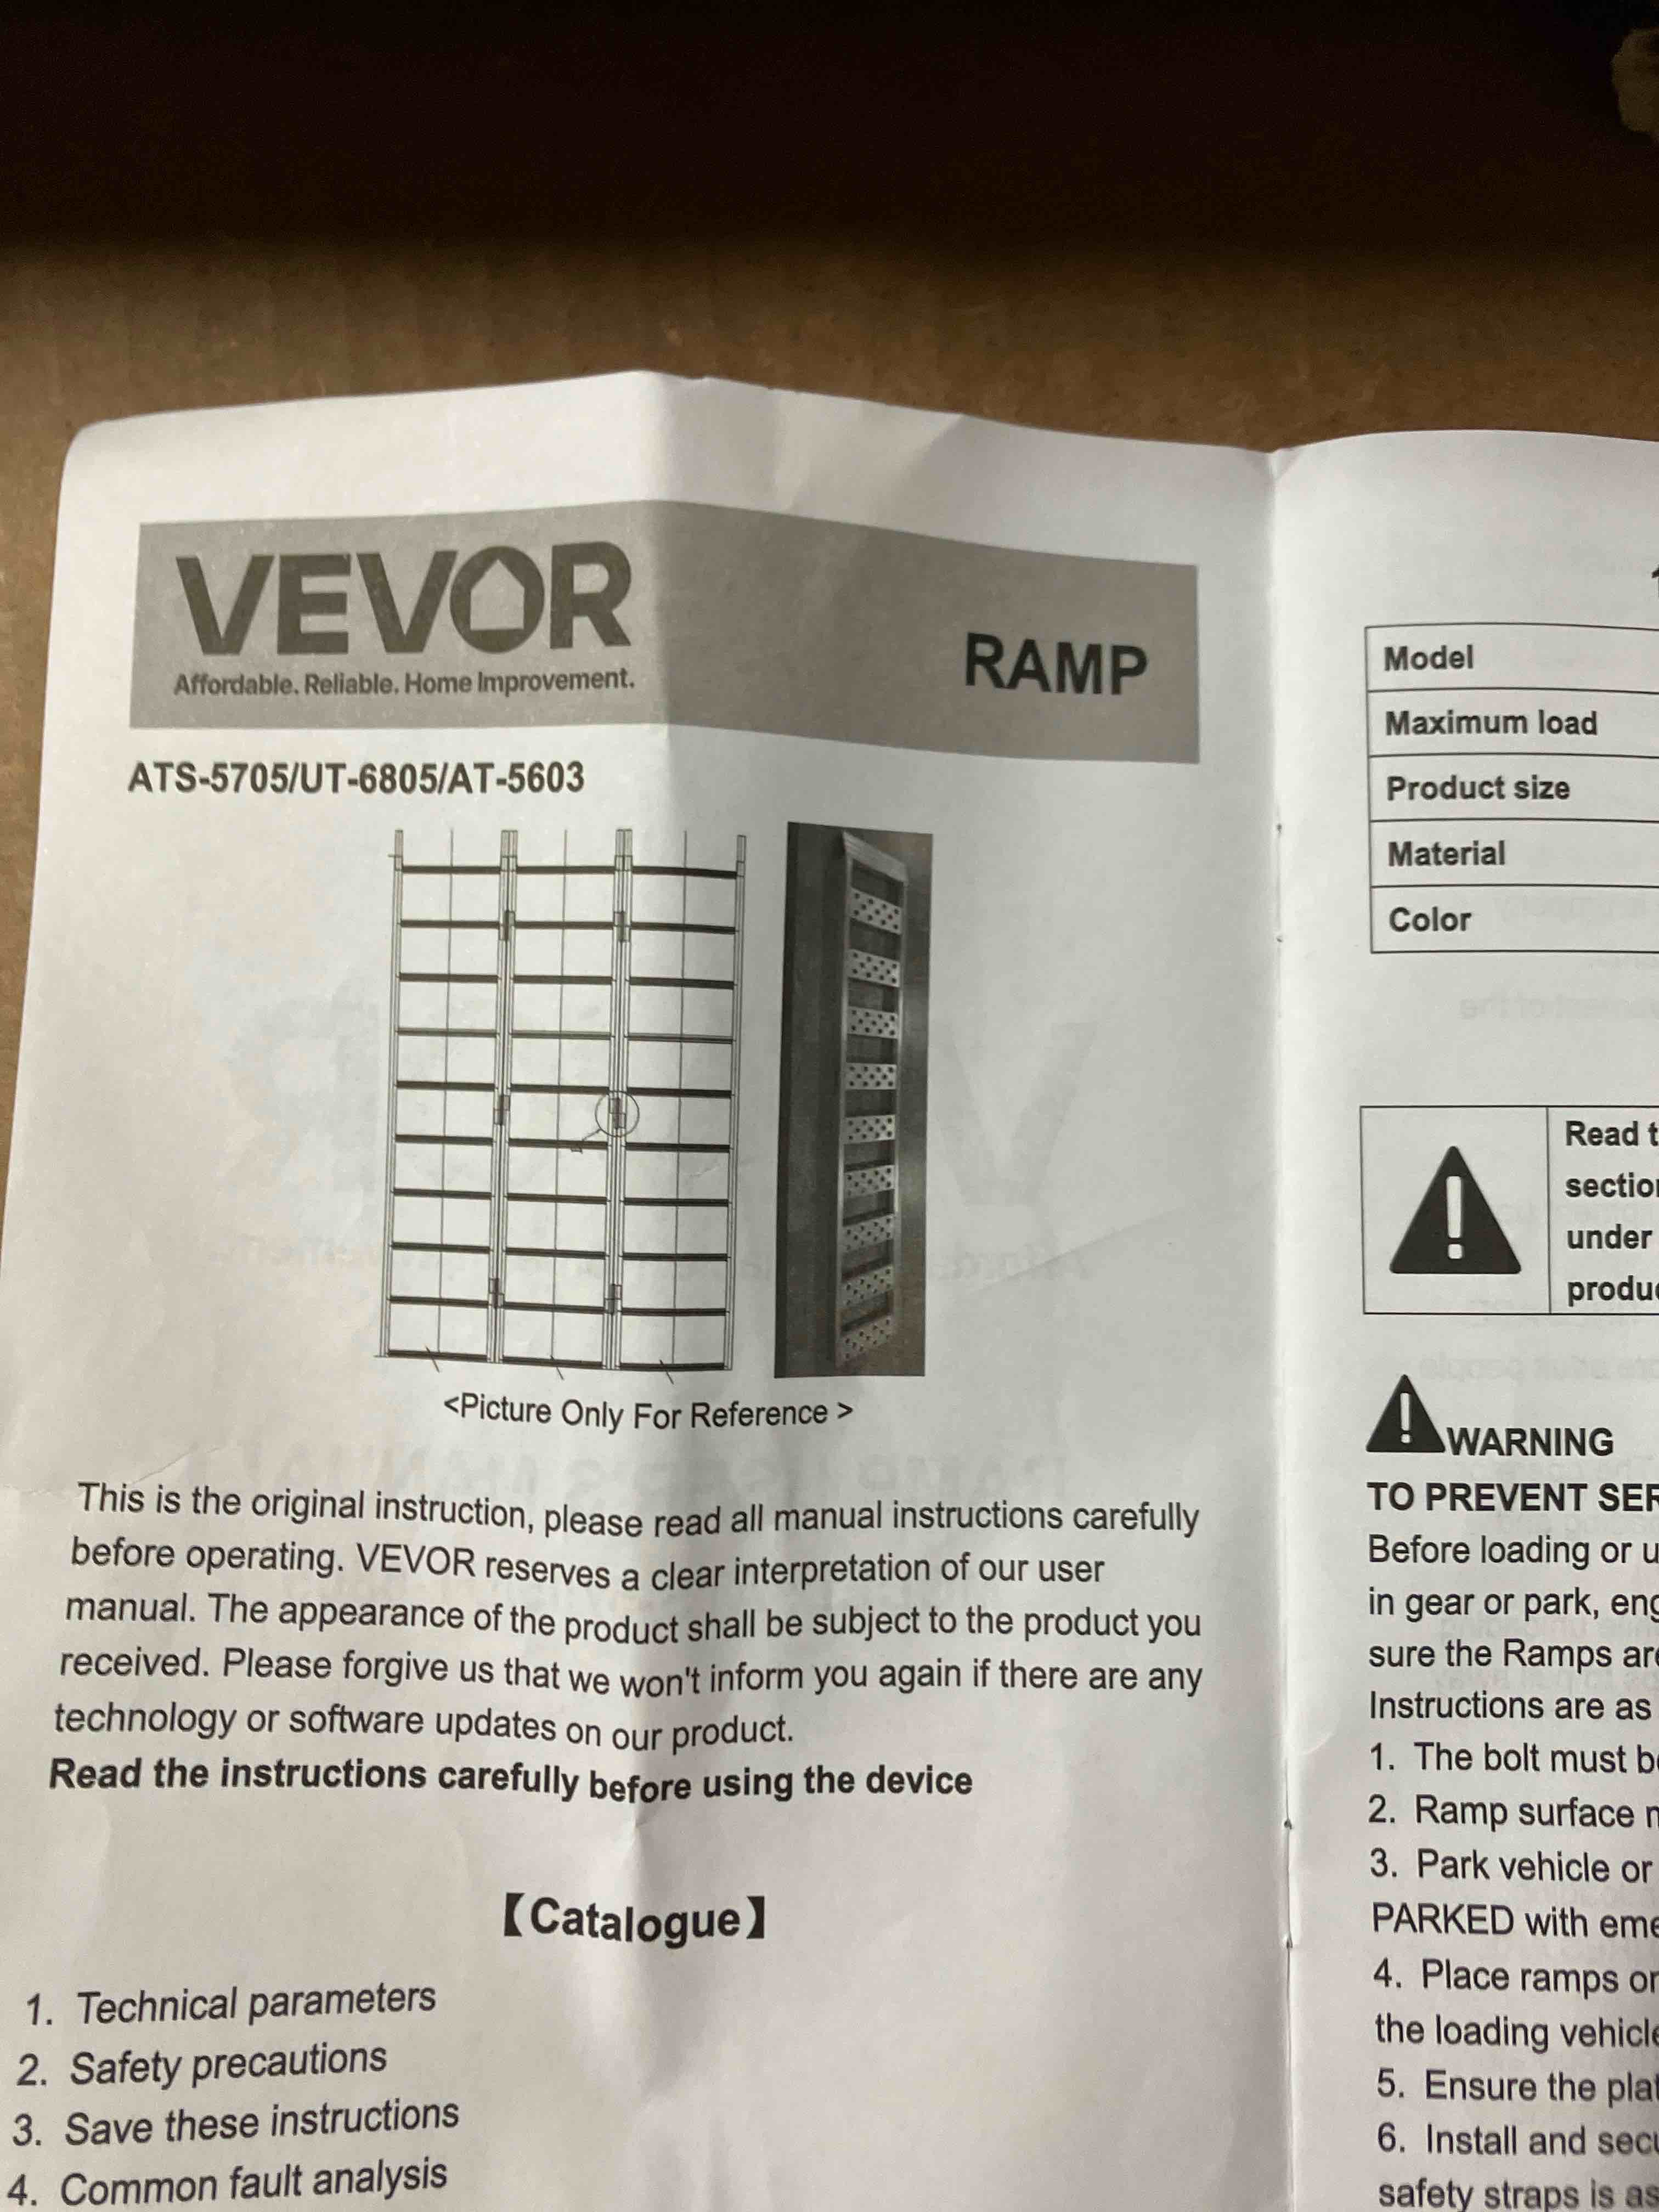 VEVOR
Affordable. Reliable. Home Improvement.
RAMP
ATS-5705/UT-6805/AT-5603
<Picture Only For Reference >
This is the original instruction, please read all manual instructions carefully
before operating. VEVOR reserves a clear interpretation of our user
manual. The appearance of the product shall be subject to the product you
received. Please forgive us that we won't inform you again if there are any
technology or software updates on our product.
Read the instructions carefully before using the device
【Catalogue】
1. Technical parameters
2. Safety precautions
3. Save these instructions
4. Common fault analysis
Model
Maximum load
Product size
Material
Color
Read
under
WARNING
TO PREVENT
Before loading or
in gear or park,
sure the Ramps
Instructions are as
1. The bolt must
2. Ramp surface
3. Park vehicle or
PARKED with
4. Place ramps
the loading
5. Ensure the
6. Install and
safety straps is